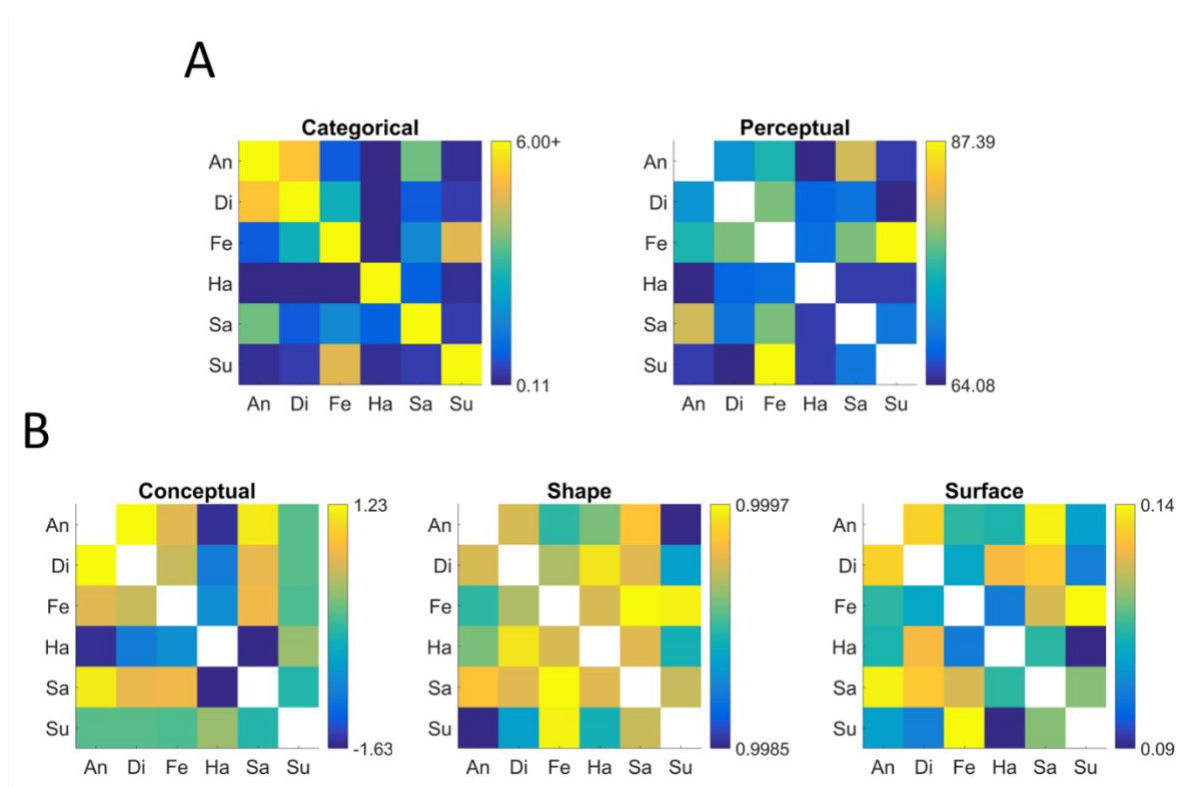 A
Categorical
An
Di
Fe
Ha
Sa
Su
An Di Fe Ha Sa Su
6.00+
0.11
Perceptual
An
Di
Fe
Ha
Sa
Su
An Di Fe Ha Sa Su
87.39
64.08
B
Conceptual
An
Di
Fe
Ha
Sa
Su
An Di Fe Ha Sa Su
1.23
-1.63
Shape
An
Di
Fe
Ha
Sa
Su
An Di Fe Ha Sa Su
0.9997
0.9985
Surface
An
Di
Fe
Ha
Sa
Su
An Di Fe Ha Sa Su
0.14
0.09